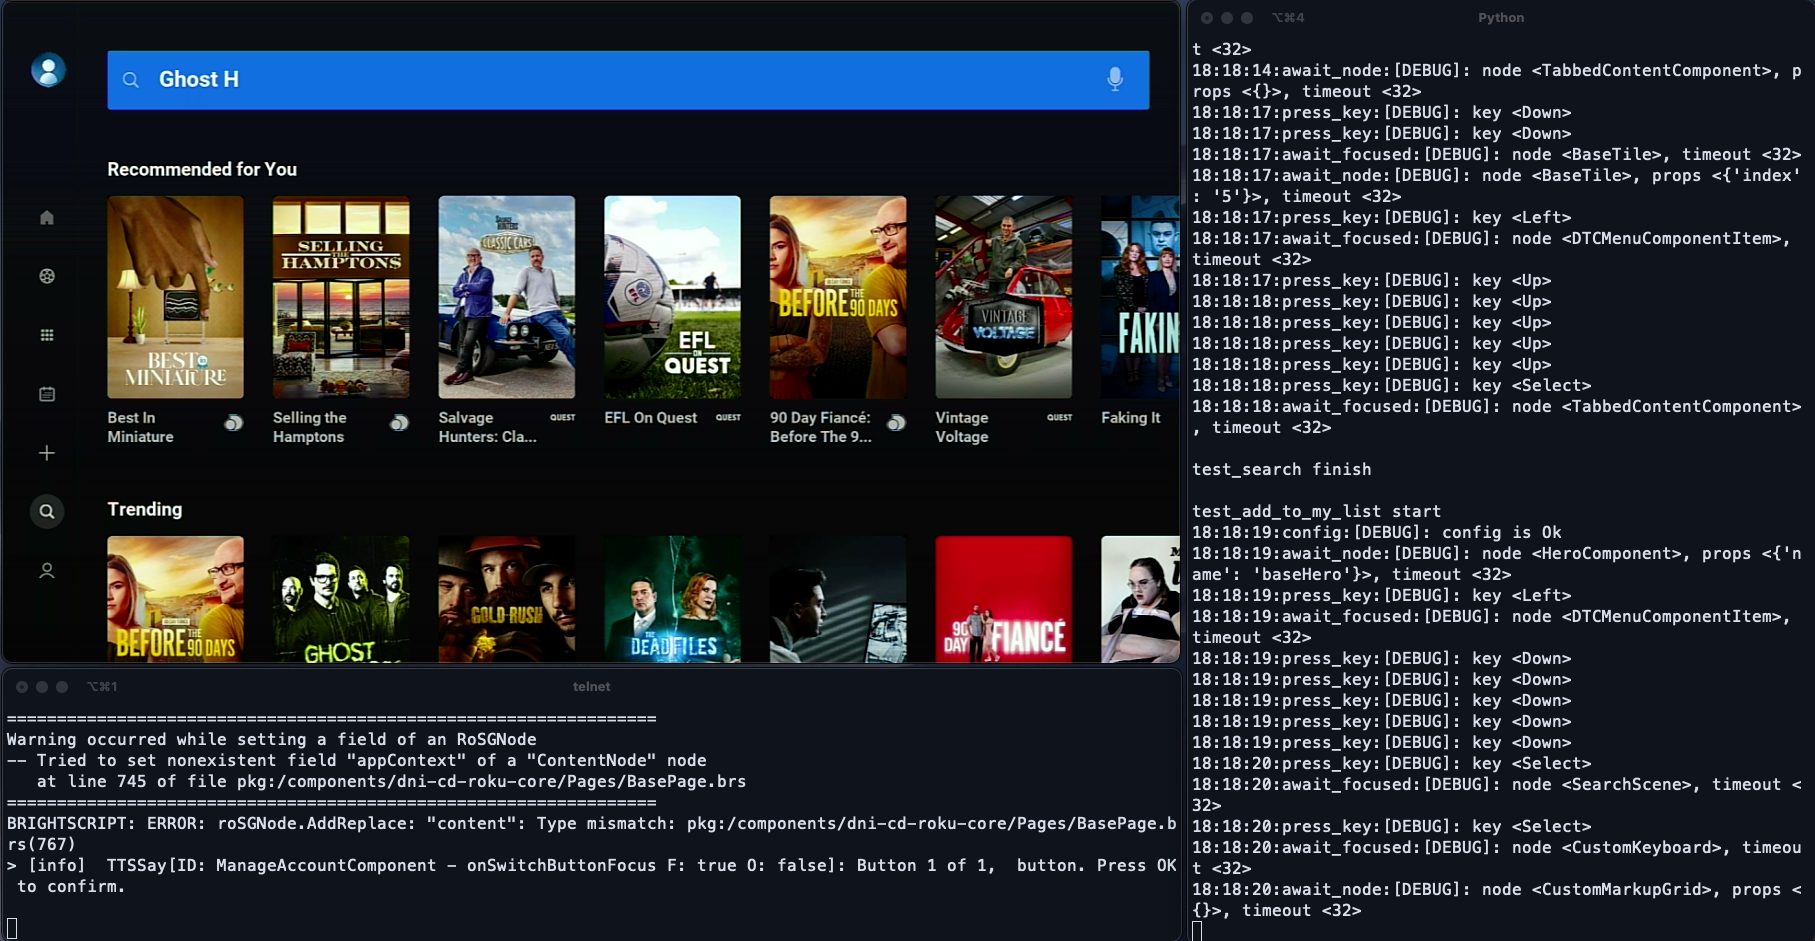 Ghost H
Recommended for You
BEST IN
MINIATURE
SELLING
THE
HAMPTONS
SALVAGE
HUNTERS
CLASSIC CARS
EFL
EFL
ON
QUEST
90 DAY FIANCÉ
BEFORE THE 90 DAYS
VINTAGE
VOLTAGE
FAKIN
Best In
Miniature
Selling the
Hamptons
Salvage
Hunters: Cla...
QUEST
EFL On Quest
QUEST
90 Day Fiancé:
Before The 9...
Vintage
Voltage
QUEST
Faking It
Trending
BEFORE THE 90 DAYS
GHOST
GOLD RUSH
THE
DEAD FILES
90
DAY FIANCÉ
⌥⌘1
telnet
=================================================================
Warning occurred while setting a field of an RoSGNode
-- Tried to set nonexistent field "appContext" of a "ContentNode" node
at line 745 of file pkg:/components/dni-cd-roku-core/Pages/BasePage.brs
=================================================================
BRIGHTSCRIPT: ERROR: roSGNode.AddReplace: "content": Type mismatch: pkg:/components/dni-cd-roku-core/Pages/BasePage.b
rs(767)
> [info]  TTSSay[ID: ManageAccountComponent - onSwitchButtonFocus F: true O: false]: Button 1 of 1,  button. Press OK
to confirm.
⌥⌘4
Python
t <32>
18:18:14:await_node:[DEBUG]: node <TabbedContentComponent>, p
rops <{}>, timeout <32>
18:18:17:press_key:[DEBUG]: key <Down>
18:18:17:press_key:[DEBUG]: key <Down>
18:18:17:await_focused:[DEBUG]: node <BaseTile>, timeout <32>
18:18:17:await_node:[DEBUG]: node <BaseTile>, props <{'index'
: '5'}>, timeout <32>
18:18:17:press_key:[DEBUG]: key <Left>
18:18:17:await_focused:[DEBUG]: node <DTCMenuComponentItem>,
timeout <32>
18:18:17:press_key:[DEBUG]: key <Up>
18:18:18:press_key:[DEBUG]: key <Up>
18:18:18:press_key:[DEBUG]: key <Up>
18:18:18:press_key:[DEBUG]: key <Up>
18:18:18:press_key:[DEBUG]: key <Up>
18:18:18:press_key:[DEBUG]: key <Select>
18:18:18:await_focused:[DEBUG]: node <TabbedContentComponent>
, timeout <32>
test_search finish
test_add_to_my_list start
18:18:19:config:[DEBUG]: config is Ok
18:18:19:await_node:[DEBUG]: node <HeroComponent>, props <{'n
ame': 'baseHero'}>, timeout <32>
18:18:19:press_key:[DEBUG]: key <Left>
18:18:19:await_focused:[DEBUG]: node <DTCMenuComponentItem>,
timeout <32>
18:18:19:press_key:[DEBUG]: key <Down>
18:18:19:press_key:[DEBUG]: key <Down>
18:18:19:press_key:[DEBUG]: key <Down>
18:18:19:press_key:[DEBUG]: key <Down>
18:18:19:press_key:[DEBUG]: key <Down>
18:18:20:press_key:[DEBUG]: key <Select>
18:18:20:await_focused:[DEBUG]: node <SearchScene>, timeout <
32>
18:18:20:press_key:[DEBUG]: key <Select>
18:18:20:await_focused:[DEBUG]: node <CustomKeyboard>, timeou
t <32>
18:18:20:await_node:[DEBUG]: node <CustomMarkupGrid>, props <
{}>, timeout <32>